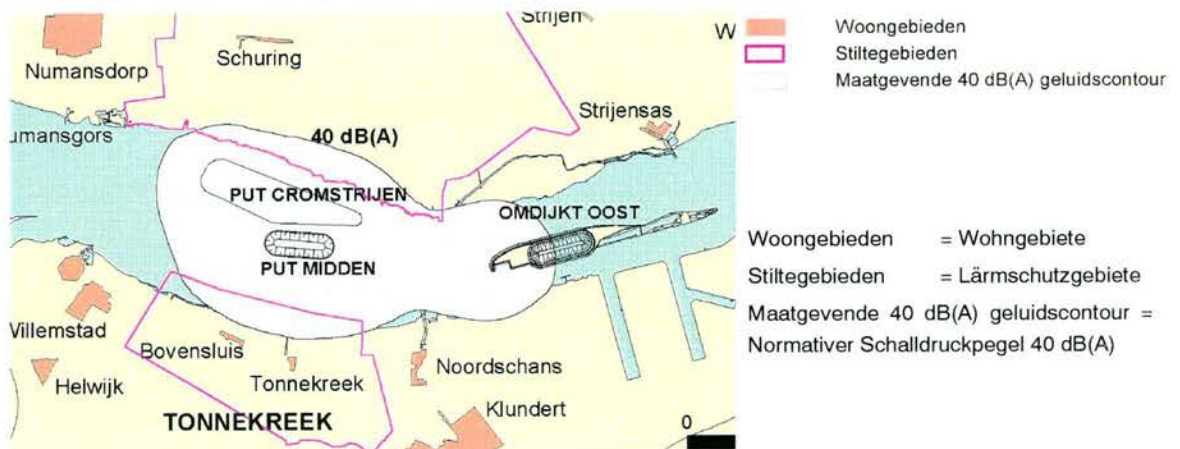 Strijen
W
Numansdorp
Schuring
Strijensas
umansgors
40 dB(A)
PUT CROMSTRIJEN
OMDIJKT OOST
PUT MIDDEN
Willemstad
Bovensluis
Helwijk
Tonnekreek
Noordschans
TONNEKREEK
Klundert
0
Woongebieden
Stiltegebieden
Maatgevende 40 dB(A) geluidscontour
Woongebieden = Wohngebiete
Stiltegebieden = Lärmschutzgebiete
Maatgevende 40 dB(A) geluidscontour =
Normativer Schalldruckpegel 40 dB(A)